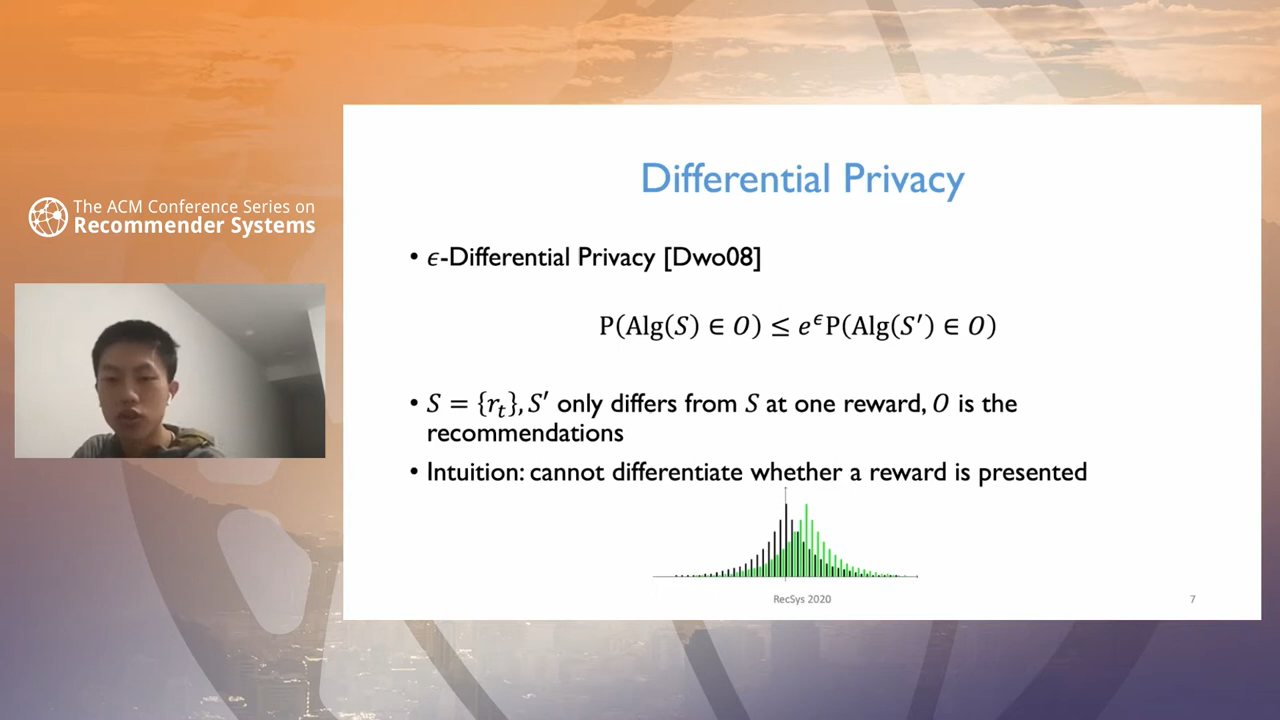 The ACM Conference Series on
Recommender Systems
Differential Privacy
• ϵ-Differential Privacy [Dwo08]
P(Alg(S) ∈ O) ≤ e^ϵ P(Alg(S′) ∈ O)
• S = {r_t}, S′ only differs from S at one reward, O is the
recommendations
• Intuition: cannot differentiate whether a reward is presented
RecSys 2020
7